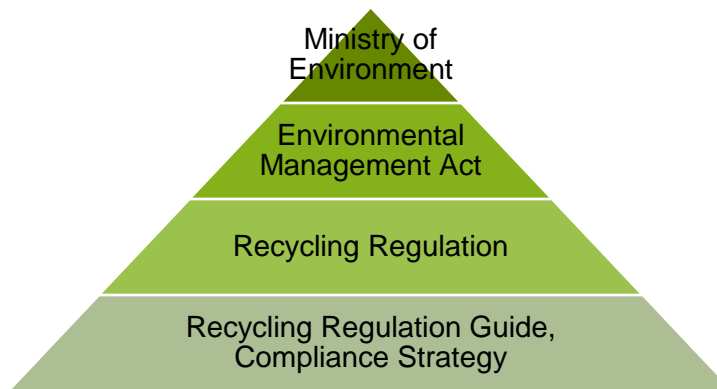 Ministry of
Environment
Environmental
Management Act
Recycling Regulation
Recycling Regulation Guide,
Compliance Strategy